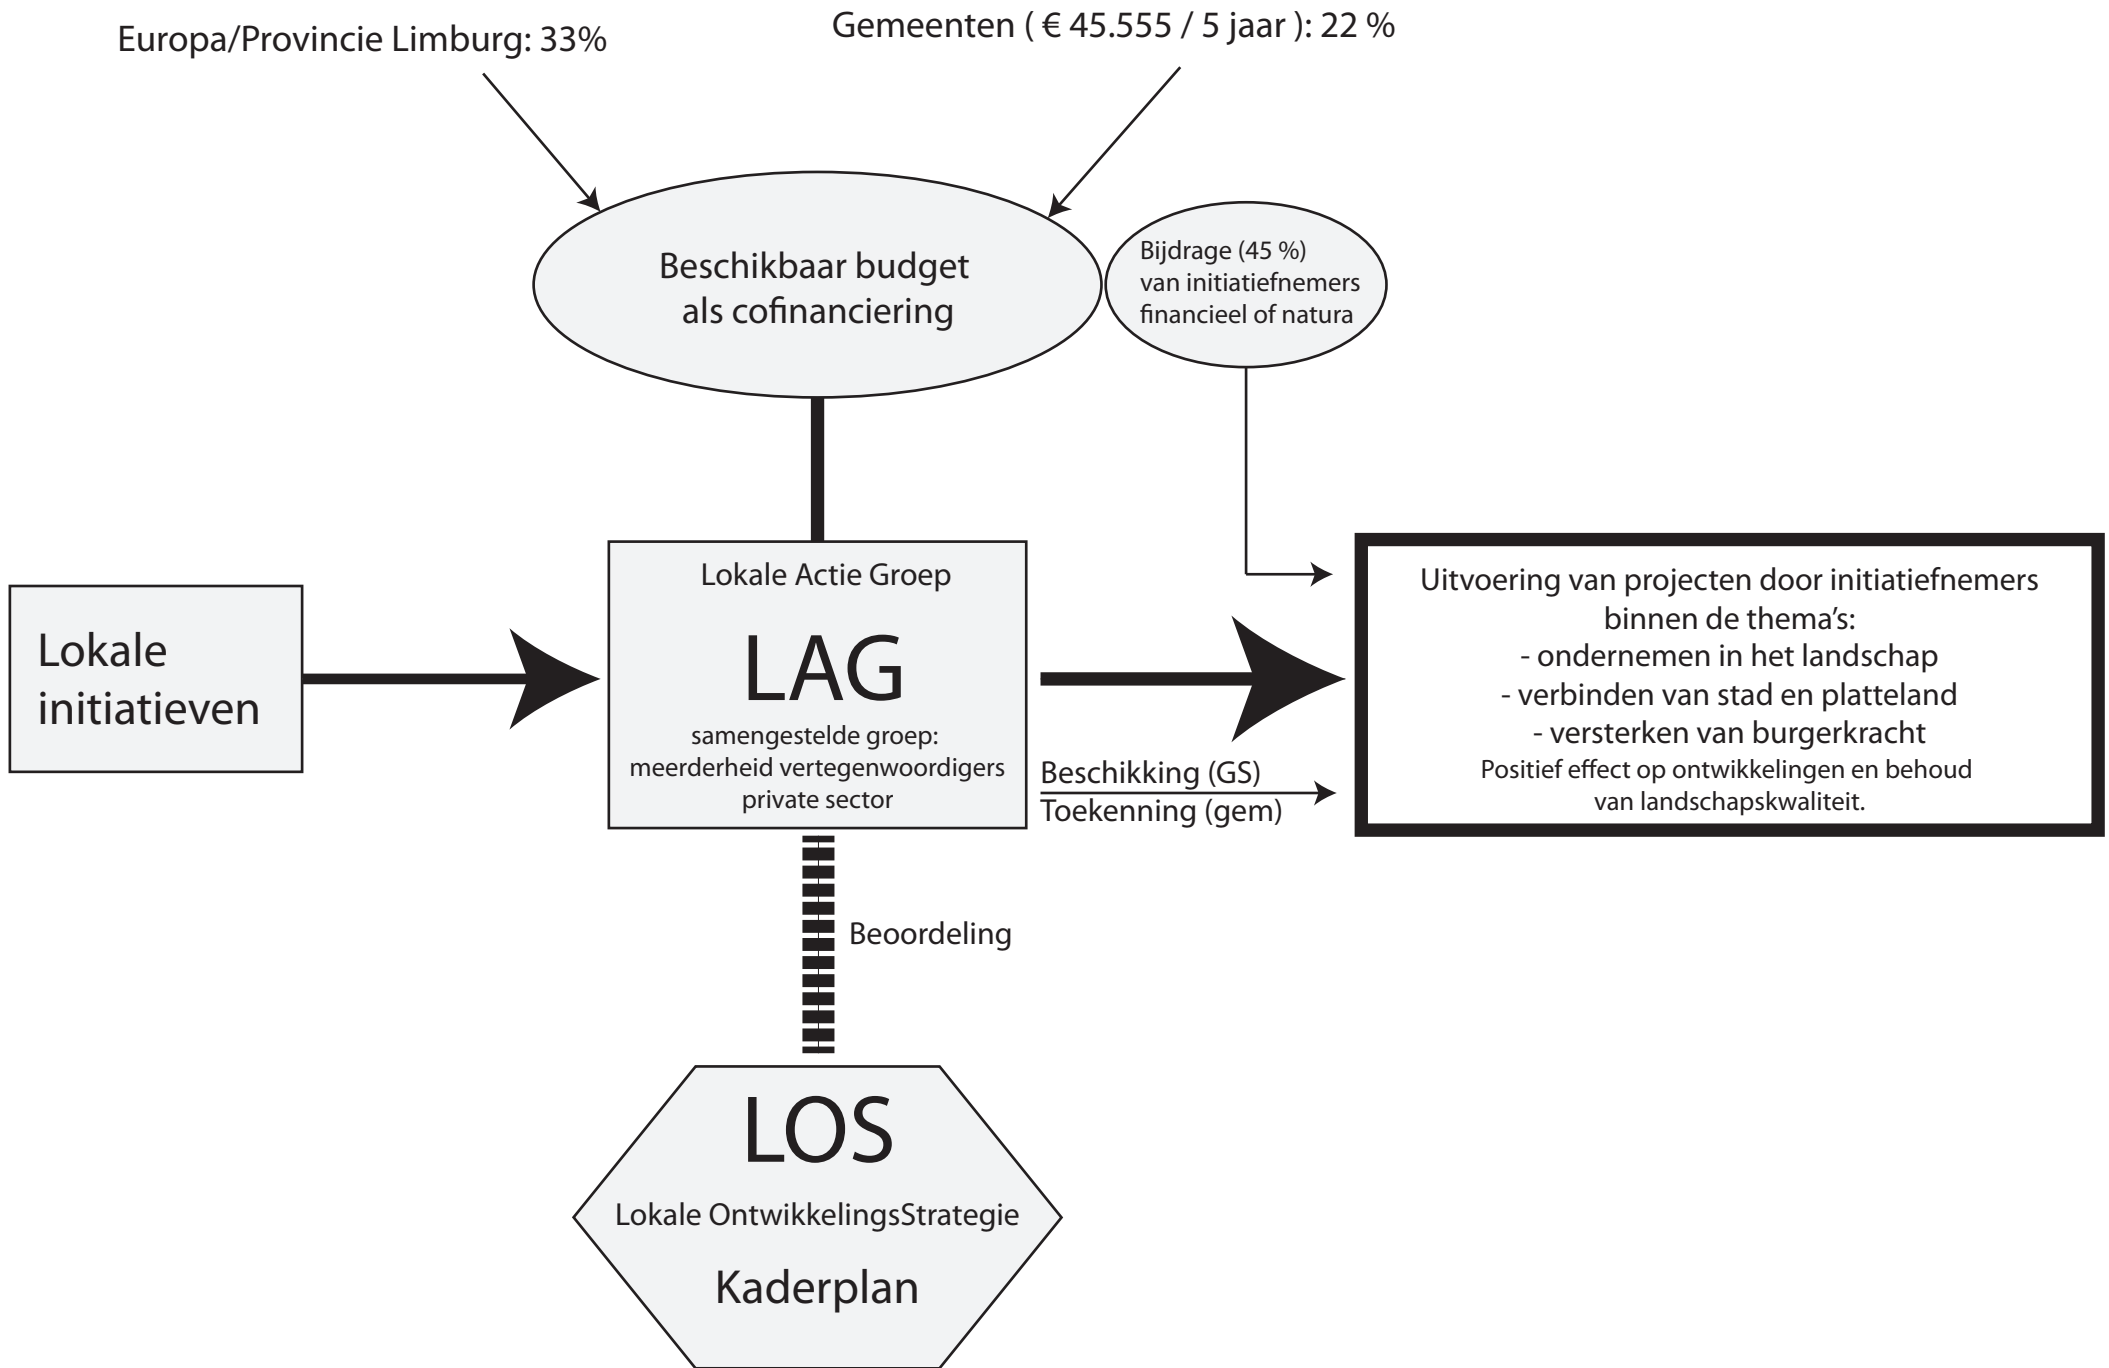 Europa/Provincie Limburg: 33%
Gemeenten ( € 45.555 / 5 jaar ): 22 %
Beschikbaar budget
als cofinanciering
Bijdrage (45 %)
van initiatiefnemers
financieel of natura
Lokale
initiatieven
Lokale Actie Groep
LAG
samengestelde groep:
meerderheid vertegenwoordigers
private sector
Beschikking (GS)
Toekenning (gem)
Uitvoering van projecten door initiatiefnemers
binnen de thema's:
- ondernemen in het landschap
- verbinden van stad en platteland
- versterken van burgerkracht
Positief effect op ontwikkelingen en behoud
van landschapskwaliteit.
Beoordeling
LOS
Lokale OntwikkelingsStrategie
Kaderplan